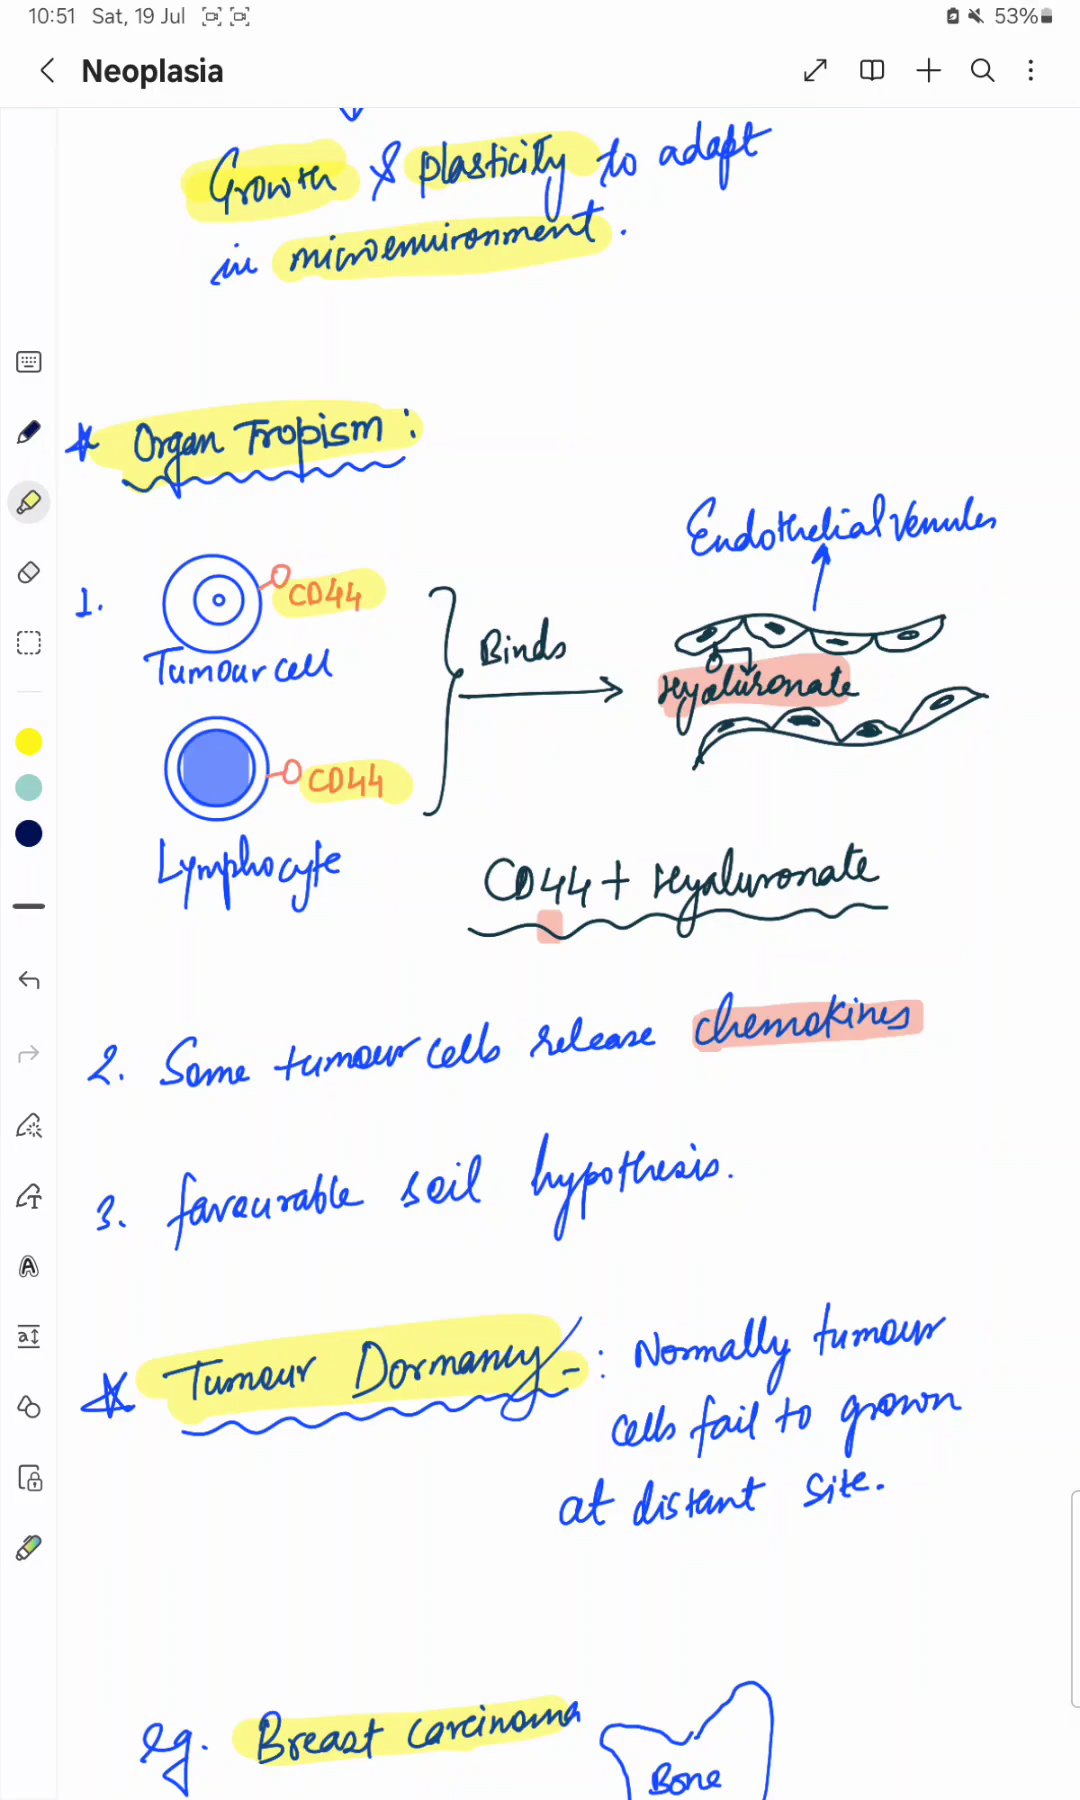 10:51 Sat, 19 Jul 53%
Neoplasia
Growth & plasticity to adapt
in microenvironment.
Organ Tropism:
Endothelial Venules
1.
CD44
Tumour cell
Binds
Hyaluronate
CD44
Lymphocyte
CD44 + Hyaluronate
2. Some tumour cells release chemokines
3. favourable soil hypothesis.
Tumour Dormancy - : Normally tumour
cells fail to grown
at distant site.
eg. Breast carcinoma
Bone